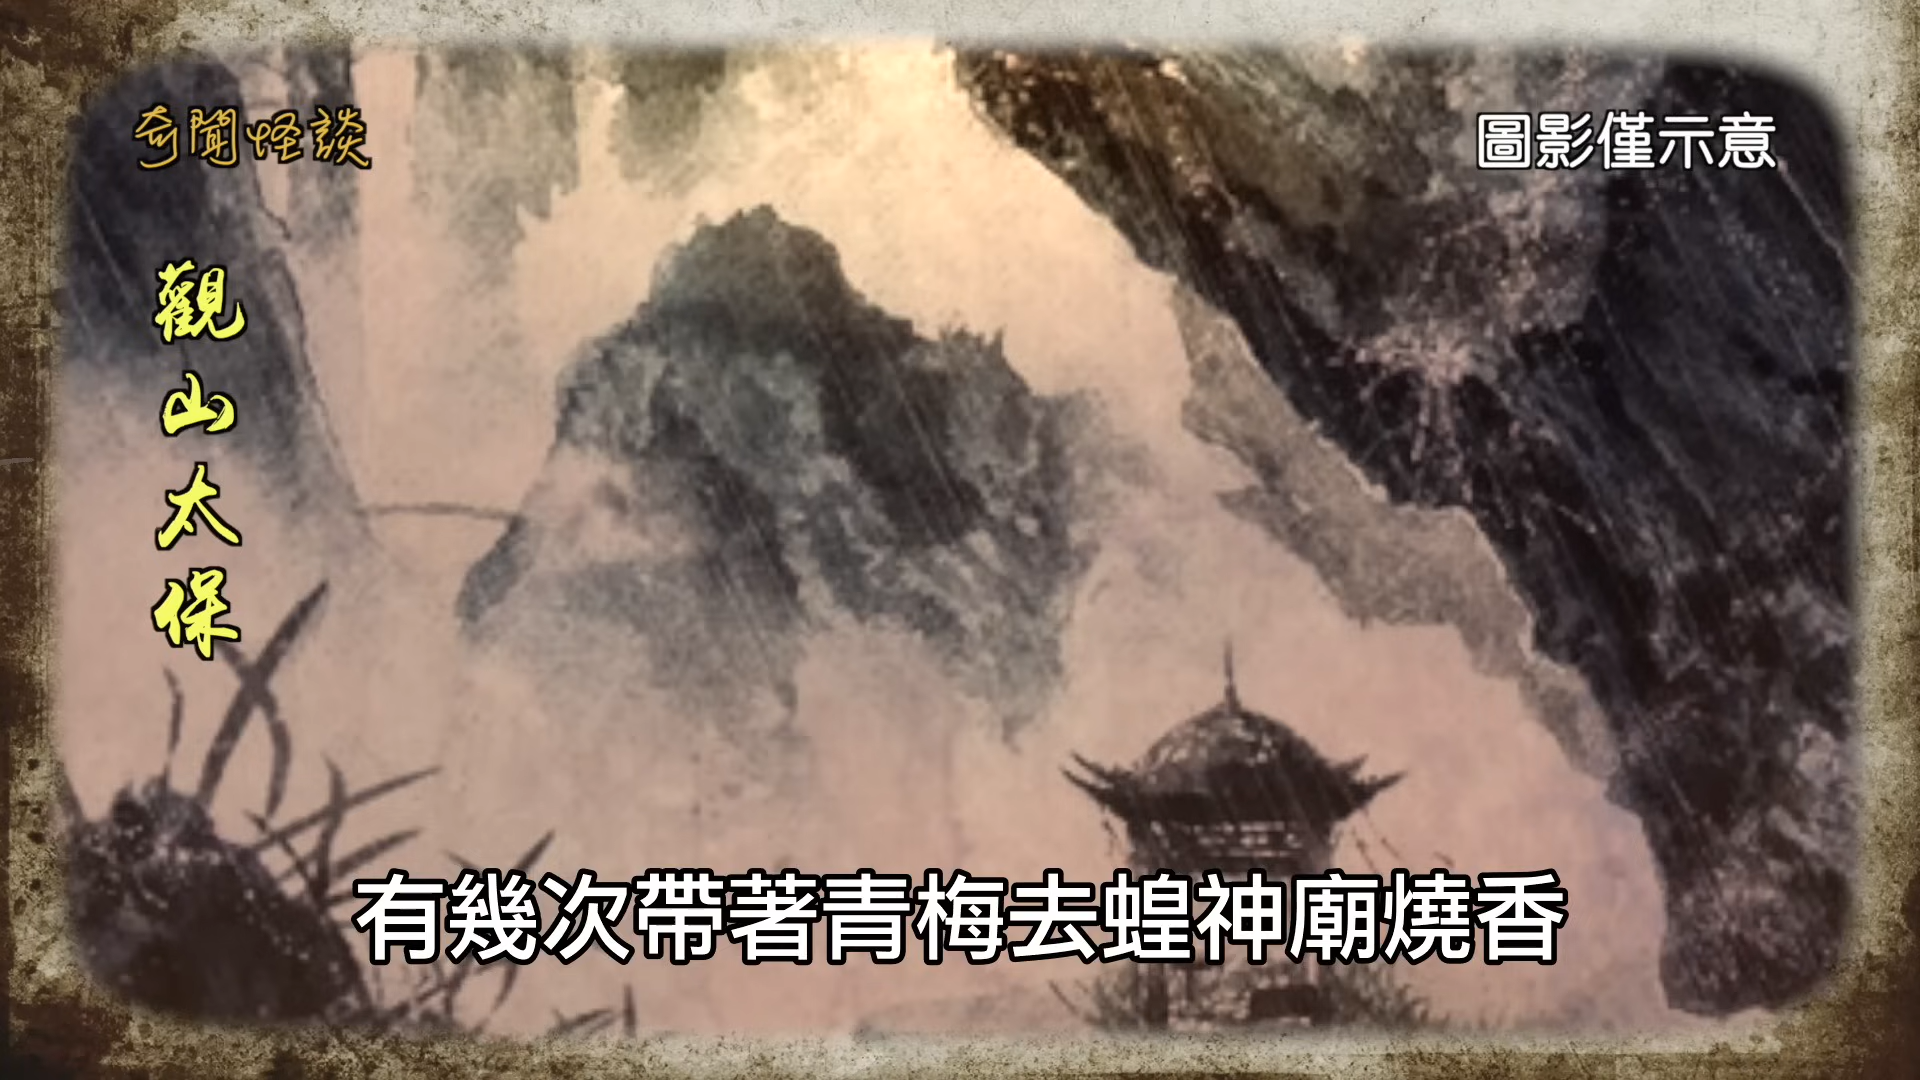 奇聞怪談
圖影僅示意
觀山太保
有幾次帶著青梅去蝗神廟燒香